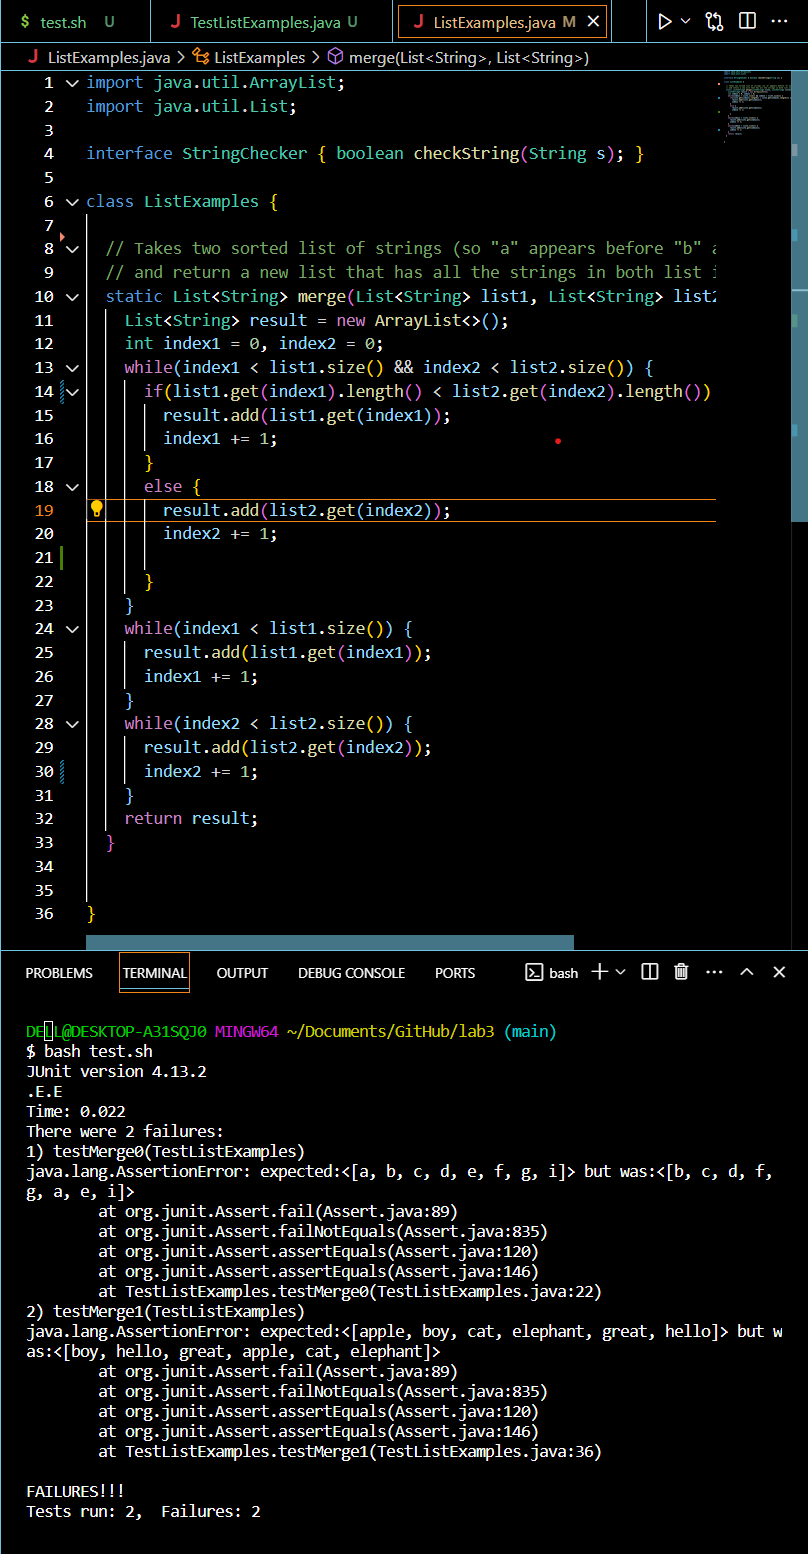 $ test.sh U
J TestListExamples.java U
J ListExamples.java M
J ListExamples.java > ListExamples > merge(List<String>, List<String>)
1 import java.util.ArrayList;
2 import java.util.List;
3
4 interface StringChecker { boolean checkString(String s); }
5
6 class ListExamples {
7
8 // Takes two sorted list of strings (so "a" appears before "b" a
9 // and return a new list that has all the strings in both list i
10 static List<String> merge(List<String> list1, List<String> list2
11 List<String> result = new ArrayList<>();
12 int index1 = 0, index2 = 0;
13 while(index1 < list1.size() && index2 < list2.size()) {
14 if(list1.get(index1).length() < list2.get(index2).length())
15 result.add(list1.get(index1));
16 index1 += 1;
17 }
18 else {
19 result.add(list2.get(index2));
20 index2 += 1;
21
22 }
23 }
24 while(index1 < list1.size()) {
25 result.add(list1.get(index1));
26 index1 += 1;
27 }
28 while(index2 < list2.size()) {
29 result.add(list2.get(index2));
30 index2 += 1;
31 }
32 return result;
33 }
34
35
36 }
PROBLEMS TERMINAL OUTPUT DEBUG CONSOLE PORTS bash
DELL@DESKTOP-A31SQJ0 MINGW64 ~/Documents/GitHub/lab3 (main)
$ bash test.sh
JUnit version 4.13.2
.E.E
Time: 0.022
There were 2 failures:
1) testMerge0(TestListExamples)
java.lang.AssertionError: expected:<[a, b, c, d, e, f, g, i]> but was:<[b, c, d, f,
g, a, e, i]>
at org.junit.Assert.fail(Assert.java:89)
at org.junit.Assert.failNotEquals(Assert.java:835)
at org.junit.Assert.assertEquals(Assert.java:120)
at org.junit.Assert.assertEquals(Assert.java:146)
at TestListExamples.testMerge0(TestListExamples.java:22)
2) testMerge1(TestListExamples)
java.lang.AssertionError: expected:<[apple, boy, cat, elephant, great, hello]> but w
as:<[boy, hello, great, apple, cat, elephant]>
at org.junit.Assert.fail(Assert.java:89)
at org.junit.Assert.failNotEquals(Assert.java:835)
at org.junit.Assert.assertEquals(Assert.java:120)
at org.junit.Assert.assertEquals(Assert.java:146)
at TestListExamples.testMerge1(TestListExamples.java:36)
FAILURES!!!
Tests run: 2,  Failures: 2